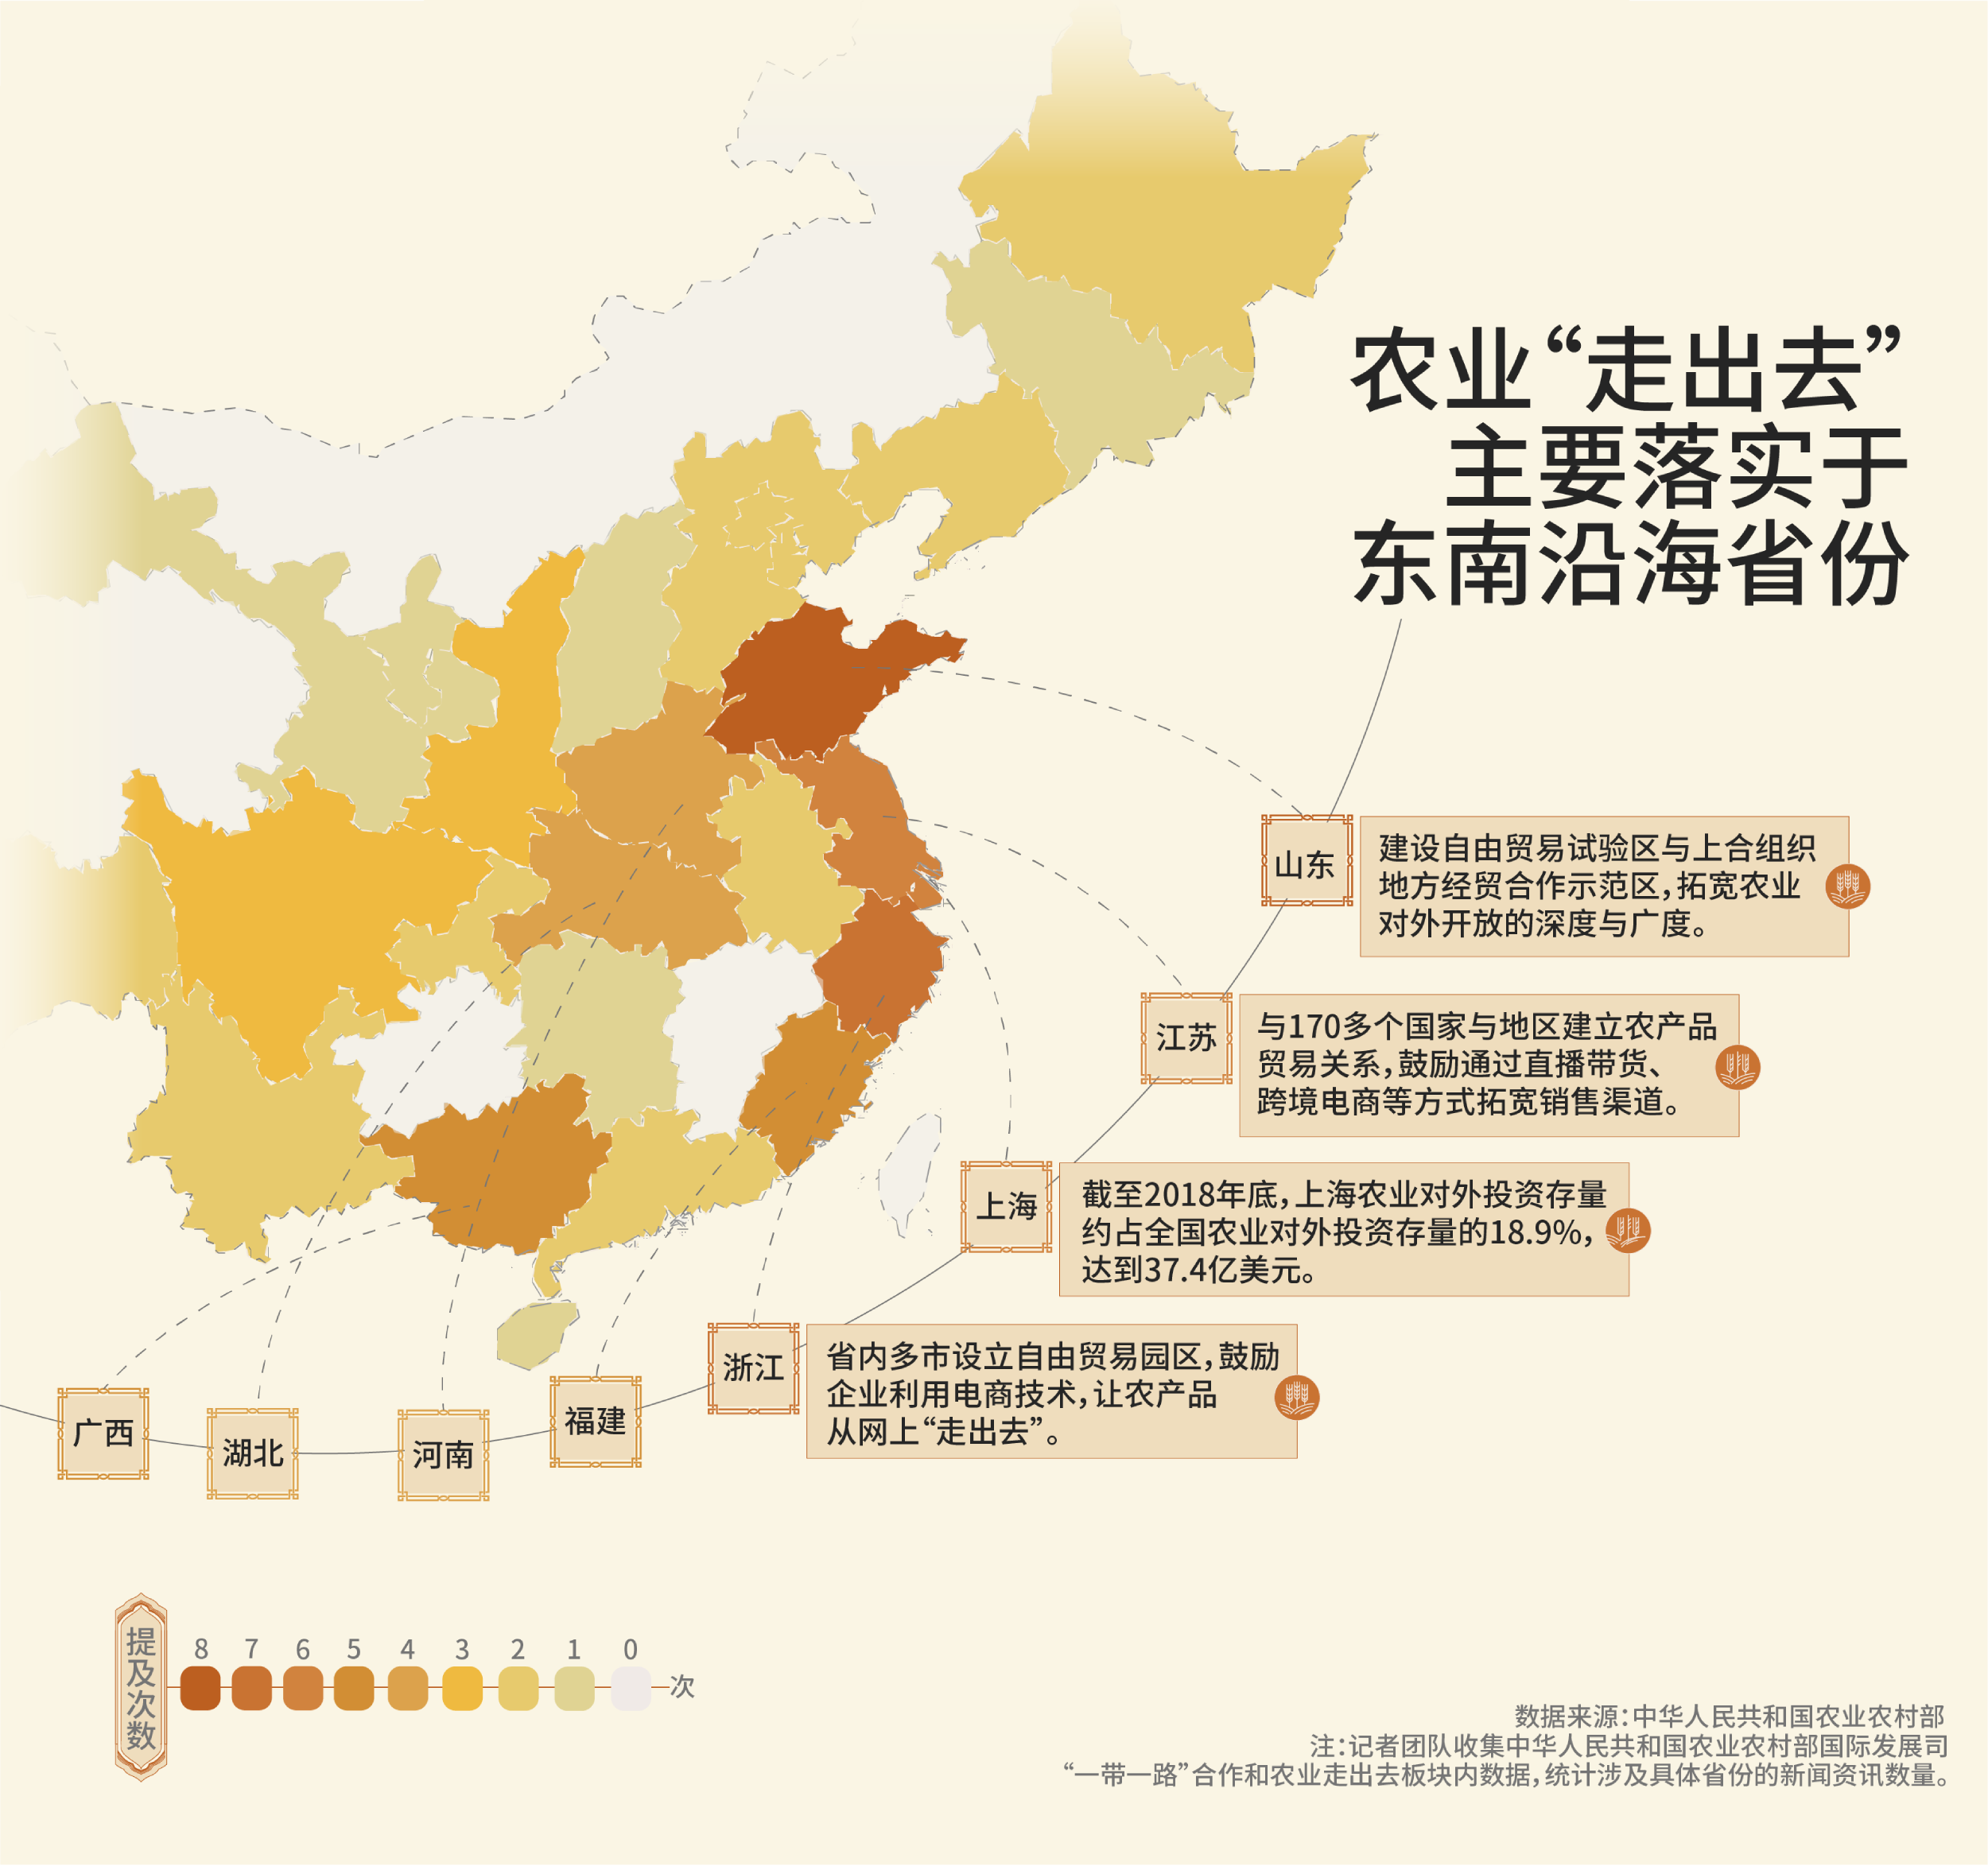 农业“走出去”
主要落实于
东南沿海省份
山东
建设自由贸易试验区与上合组织
地方经贸合作示范区，拓宽农业
对外开放的深度与广度。
江苏
与170多个国家与地区建立农产品
贸易关系，鼓励通过直播带货、
跨境电商等方式拓宽销售渠道。
上海
截至2018年底，上海农业对外投资存量
约占全国农业对外投资存量的18.9%，
达到37.4亿美元。
浙江
省内多市设立自由贸易园区，鼓励
企业利用电商技术，让农产品
从网上“走出去”。
福建
河南
湖北
广西
提及次数
8 7 6 5 4 3 2 1 0
次
数据来源：中华人民共和国农业农村部
注：记者团队收集中华人民共和国农业农村部国际发展司
“一带一路”合作和农业走出去板块内数据，统计涉及具体省份的新闻资讯数量。